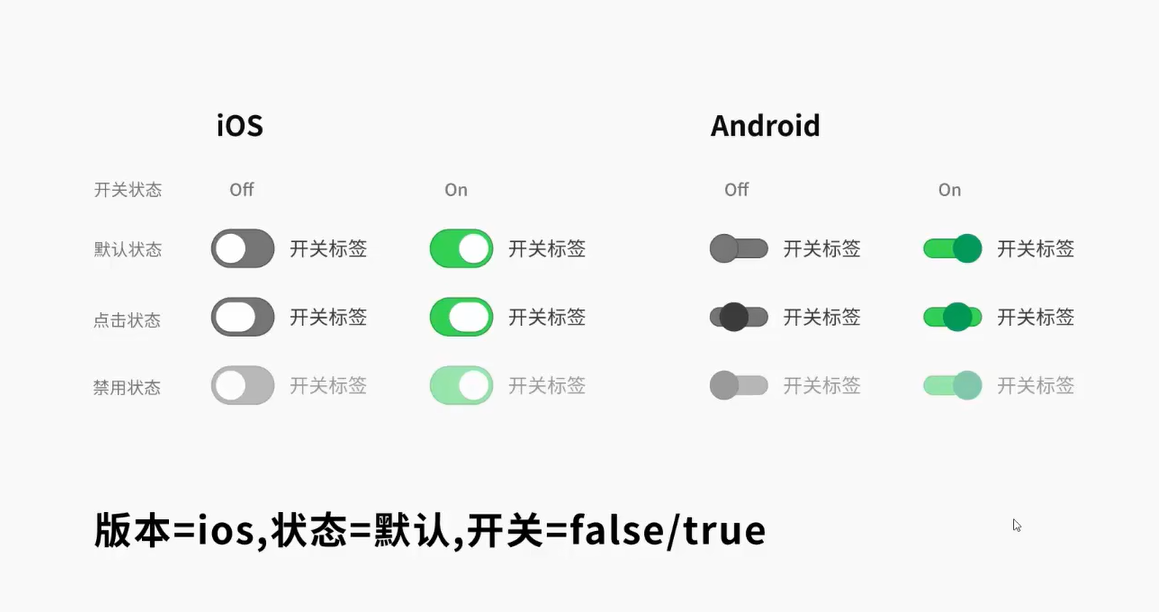 iOS Android
开关状态 Off On Off On
默认状态 开关标签 开关标签 开关标签 开关标签
点击状态 开关标签 开关标签 开关标签 开关标签
禁用状态 开关标签 开关标签 开关标签 开关标签
版本=ios,状态=默认,开关=false/true